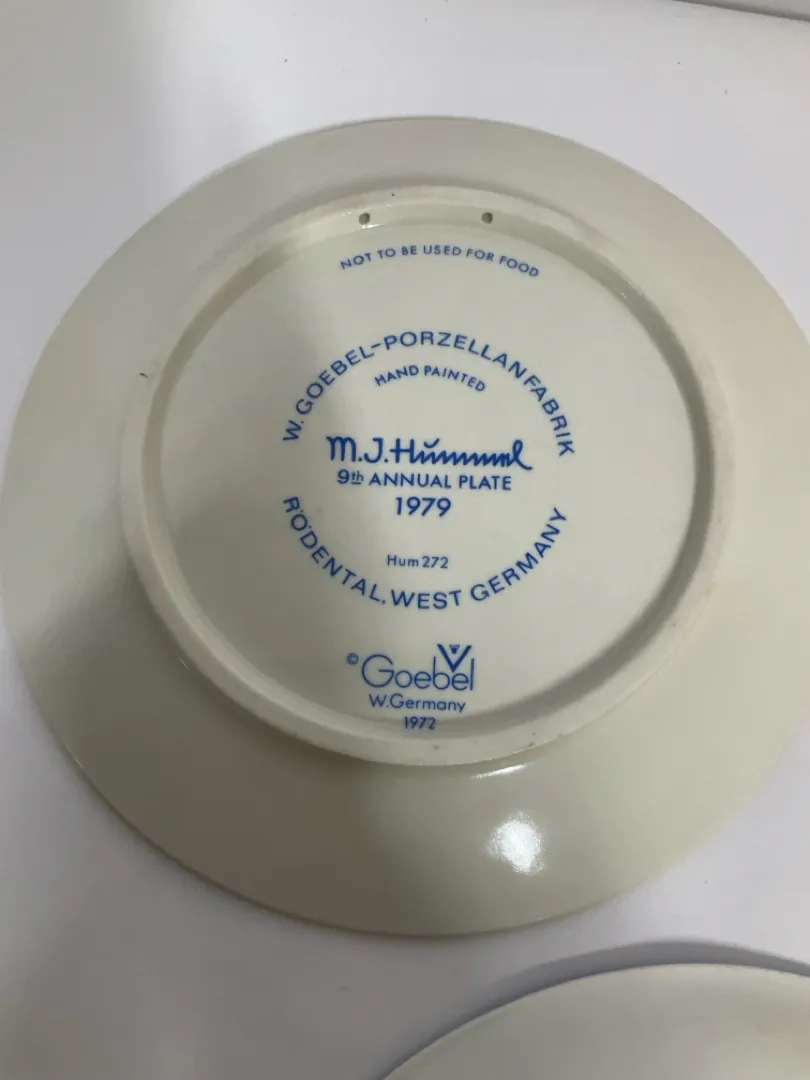 NOT TO BE USED FOR FOOD
W. GOEBEL-PORZELLANFABRIK
HAND PAINTED
M.J.Hummel
9th ANNUAL PLATE
1979
Hum 272
RÖDENTAL, WEST GERMANY
© Goebel
W.Germany
1972